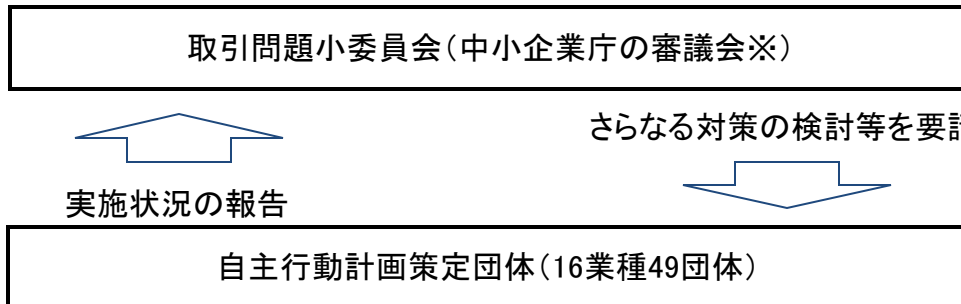 取引問題小委員会（中小企業庁の審議会※）
さらなる対策の検討等を要
実施状況の報告
自主行動計画策定団体（16業種49団体）